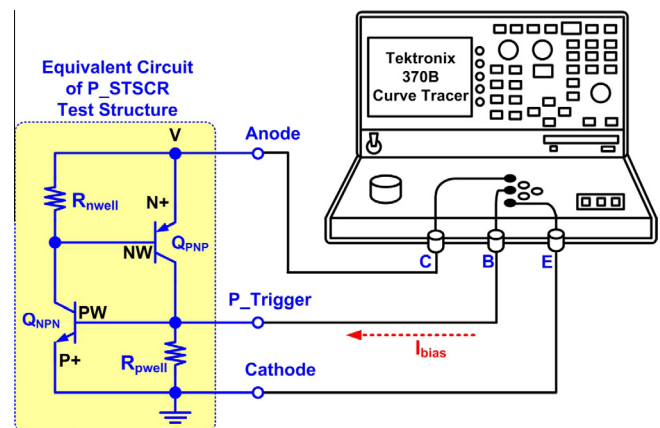 Equivalent Circuit
of P_STSCR
Test Structure
Tektronix
370B
Curve Tracer
V
Anode
Rnwell
N+
NW
QPNP
C
B
E
QNPN
PW
P_Trigger
P+
Rpwell
Ibias
Cathode